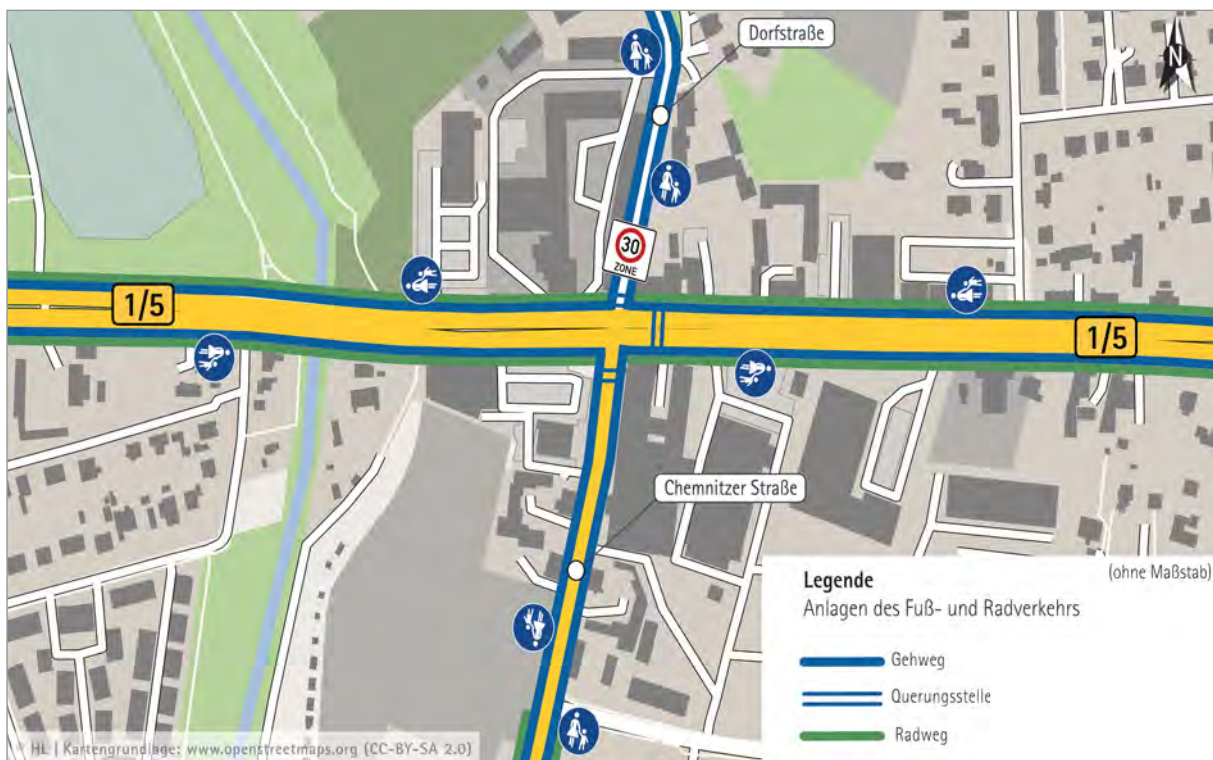 Dorfstraße
N
30
ZONE
1/5
1/5
Chemnitzer Straße
Legende
(ohne Maßstab)
Anlagen des Fuß- und Radverkehrs
Gehweg
Querungsstelle
Radweg
© HL | Kartengrundlage: www.openstreetmaps.org (CC-BY-SA 2.0)